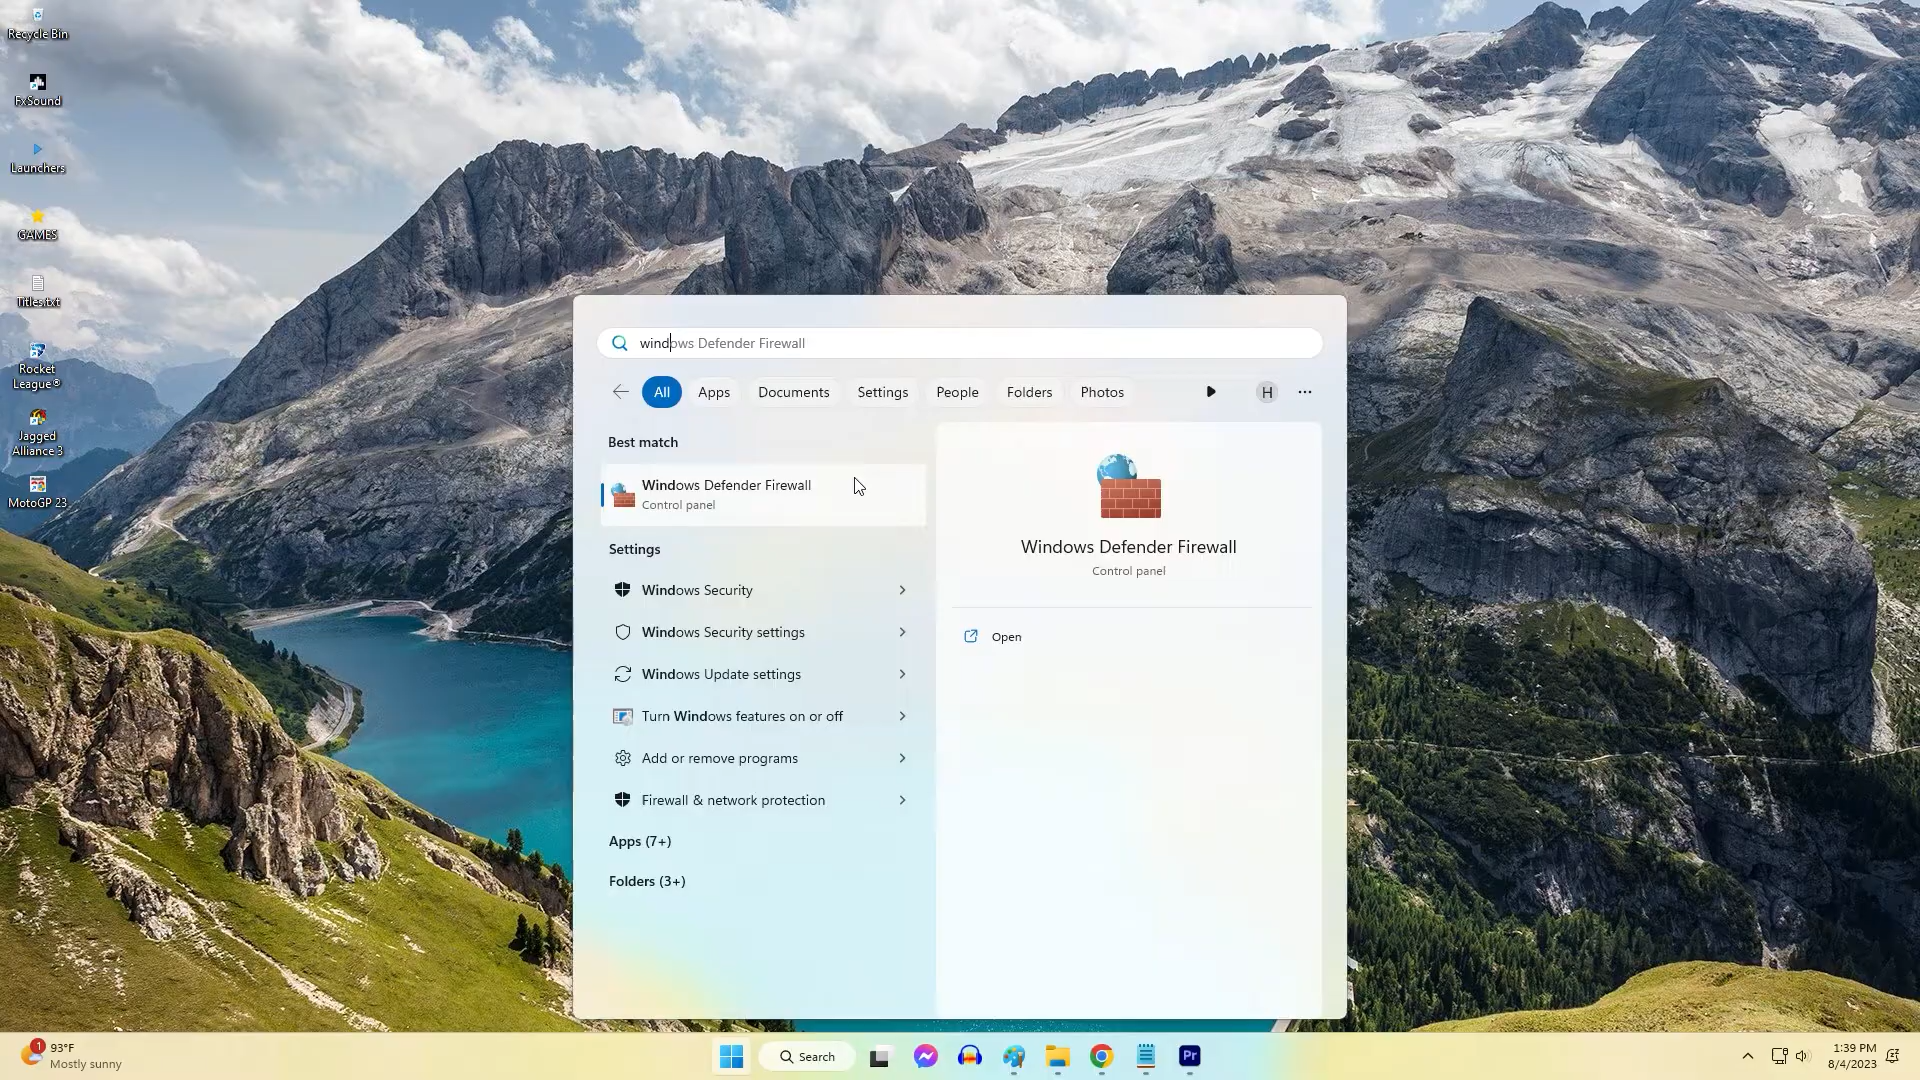 Recycle Bin
FxSound
Launchers
GAMES
Titles.txt
Rocket
League®
Jagged
Alliance 3
MotoGP 23
windows Defender Firewall
All
Apps
Documents
Settings
People
Folders
Photos
H
Best match
Windows Defender Firewall
Control panel
Settings
Windows Security
Windows Security settings
Windows Update settings
Turn Windows features on or off
Add or remove programs
Firewall & network protection
Apps (7+)
Folders (3+)
Windows Defender Firewall
Control panel
Open
1
93°F
Mostly sunny
Search
Pr
1:39 PM
8/4/2023